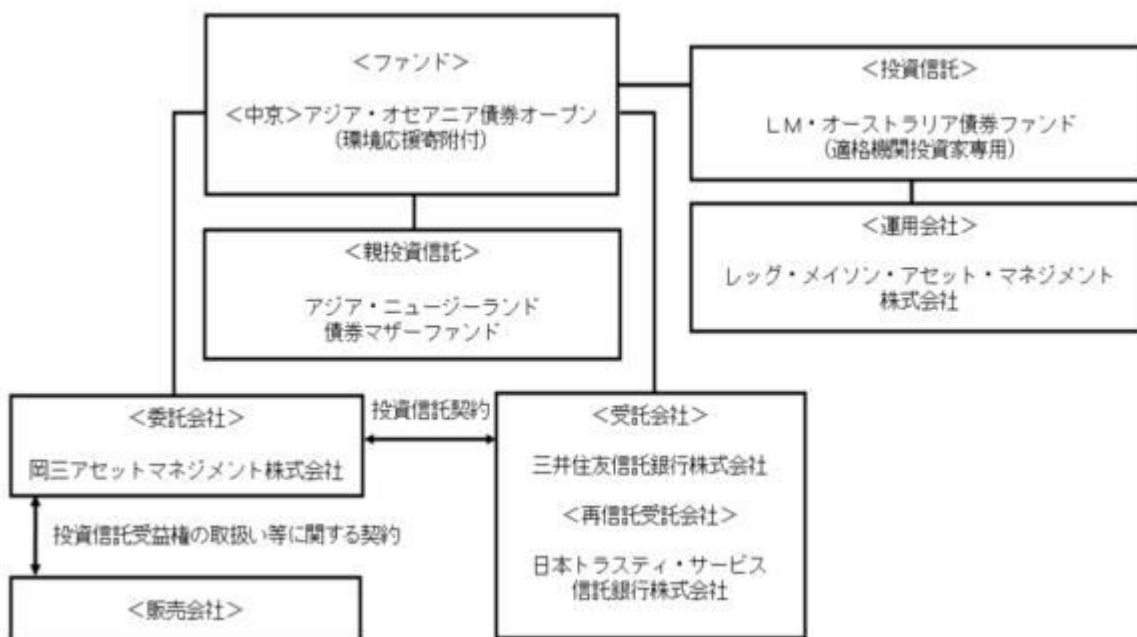 ＜ファンド＞
＜中京＞アジア・オセアニア債券オープン
（環境応援寄附付）
＜投資信託＞
ＬＭ・オーストラリア債券ファンド
（適格機関投資家専用）
＜運用会社＞
レッグ・メイソン・アセット・マネジメント
株式会社
＜親投資信託＞
アジア・ニュージーランド
債券マザーファンド
＜委託会社＞
岡三アセットマネジメント株式会社
投資信託契約
＜受託会社＞
三井住友信託銀行株式会社
＜再信託受託会社＞
日本トラスティ・サービス
信託銀行株式会社
投資信託受益権の取扱い等に関する契約
＜販売会社＞